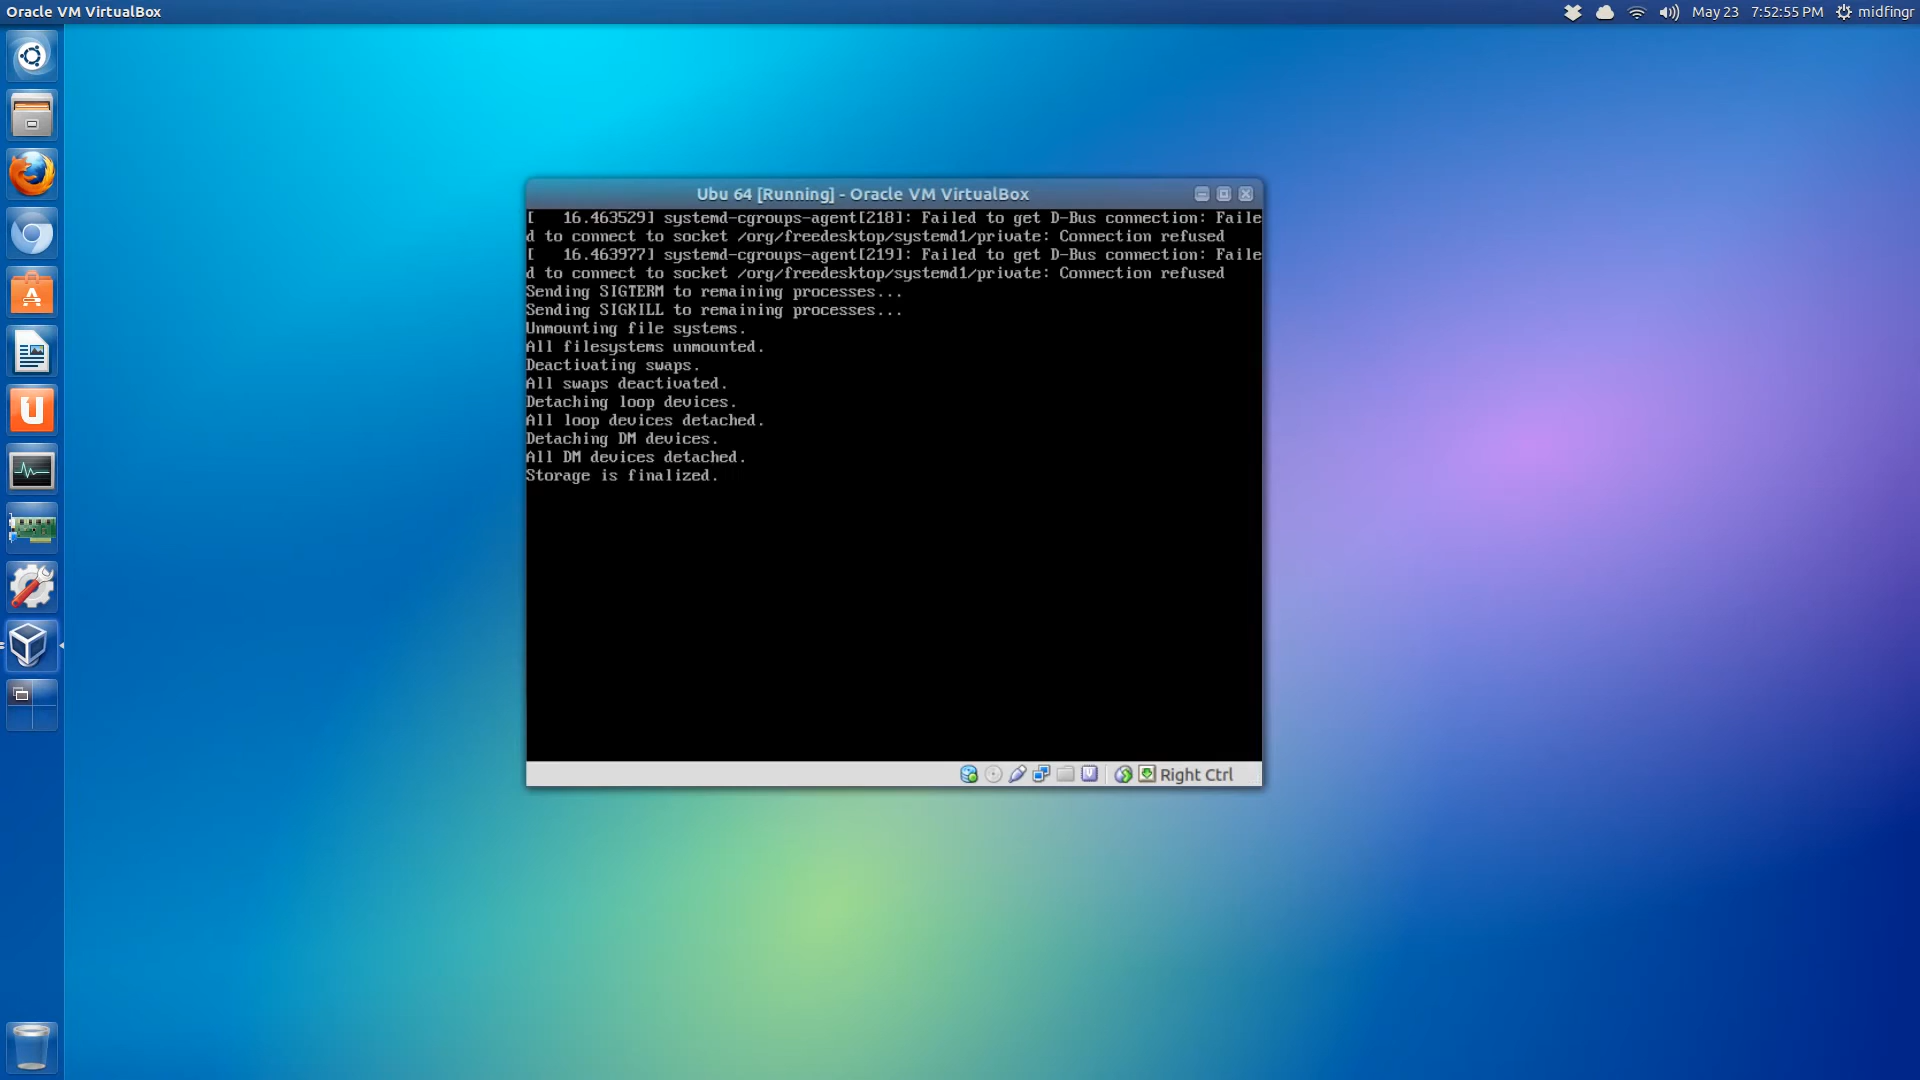 Oracle VM VirtualBox
May 23 7:52:55 PM midfingr
Ubu 64 [Running] - Oracle VM VirtualBox
[   16.463529] systemd-cgroups-agent[218]: Failed to get D-Bus connection: Faile
d to connect to socket /org/freedesktop/systemd1/private: Connection refused
[   16.463977] systemd-cgroups-agent[219]: Failed to get D-Bus connection: Faile
d to connect to socket /org/freedesktop/systemd1/private: Connection refused
Sending SIGTERM to remaining processes...
Sending SIGKILL to remaining processes...
Unmounting file systems.
All filesystems unmounted.
Deactivating swaps.
All swaps deactivated.
Detaching loop devices.
All loop devices detached.
Detaching DM devices.
All DM devices detached.
Storage is finalized.
Right Ctrl